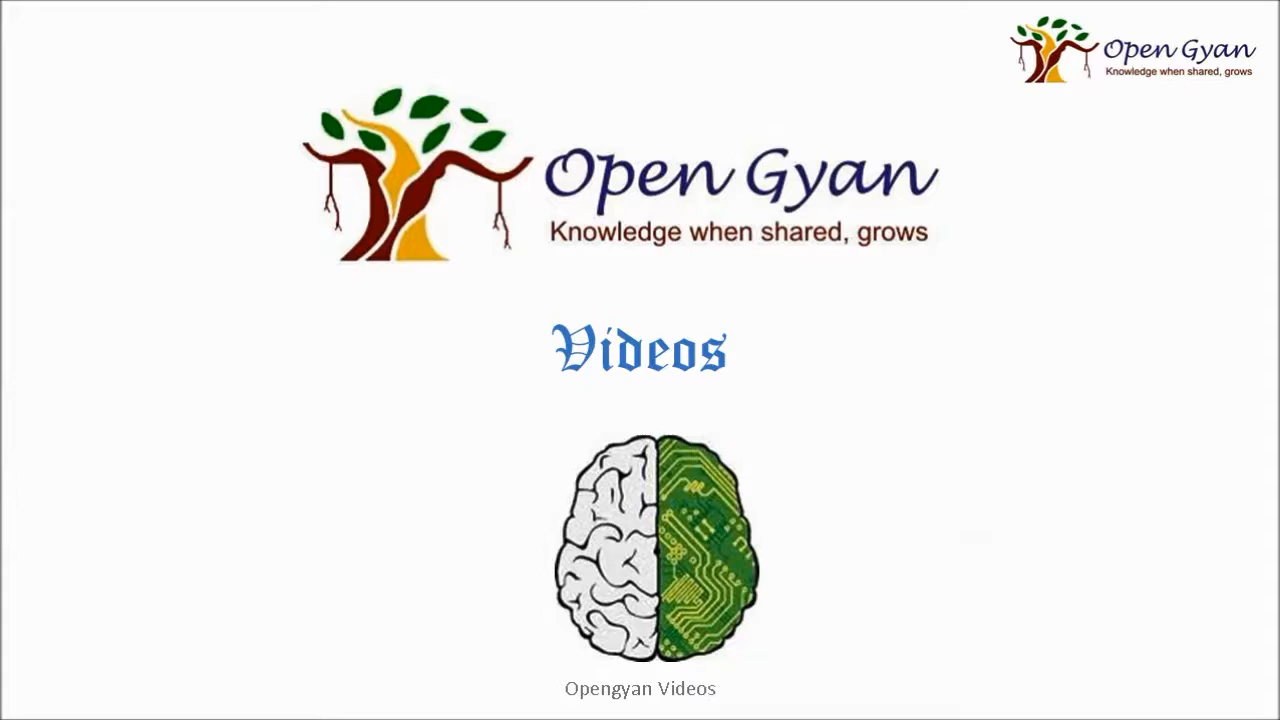 Open Gyan
Knowledge when shared, grows
Open Gyan
Knowledge when shared, grows
Videos
Opengyan Videos